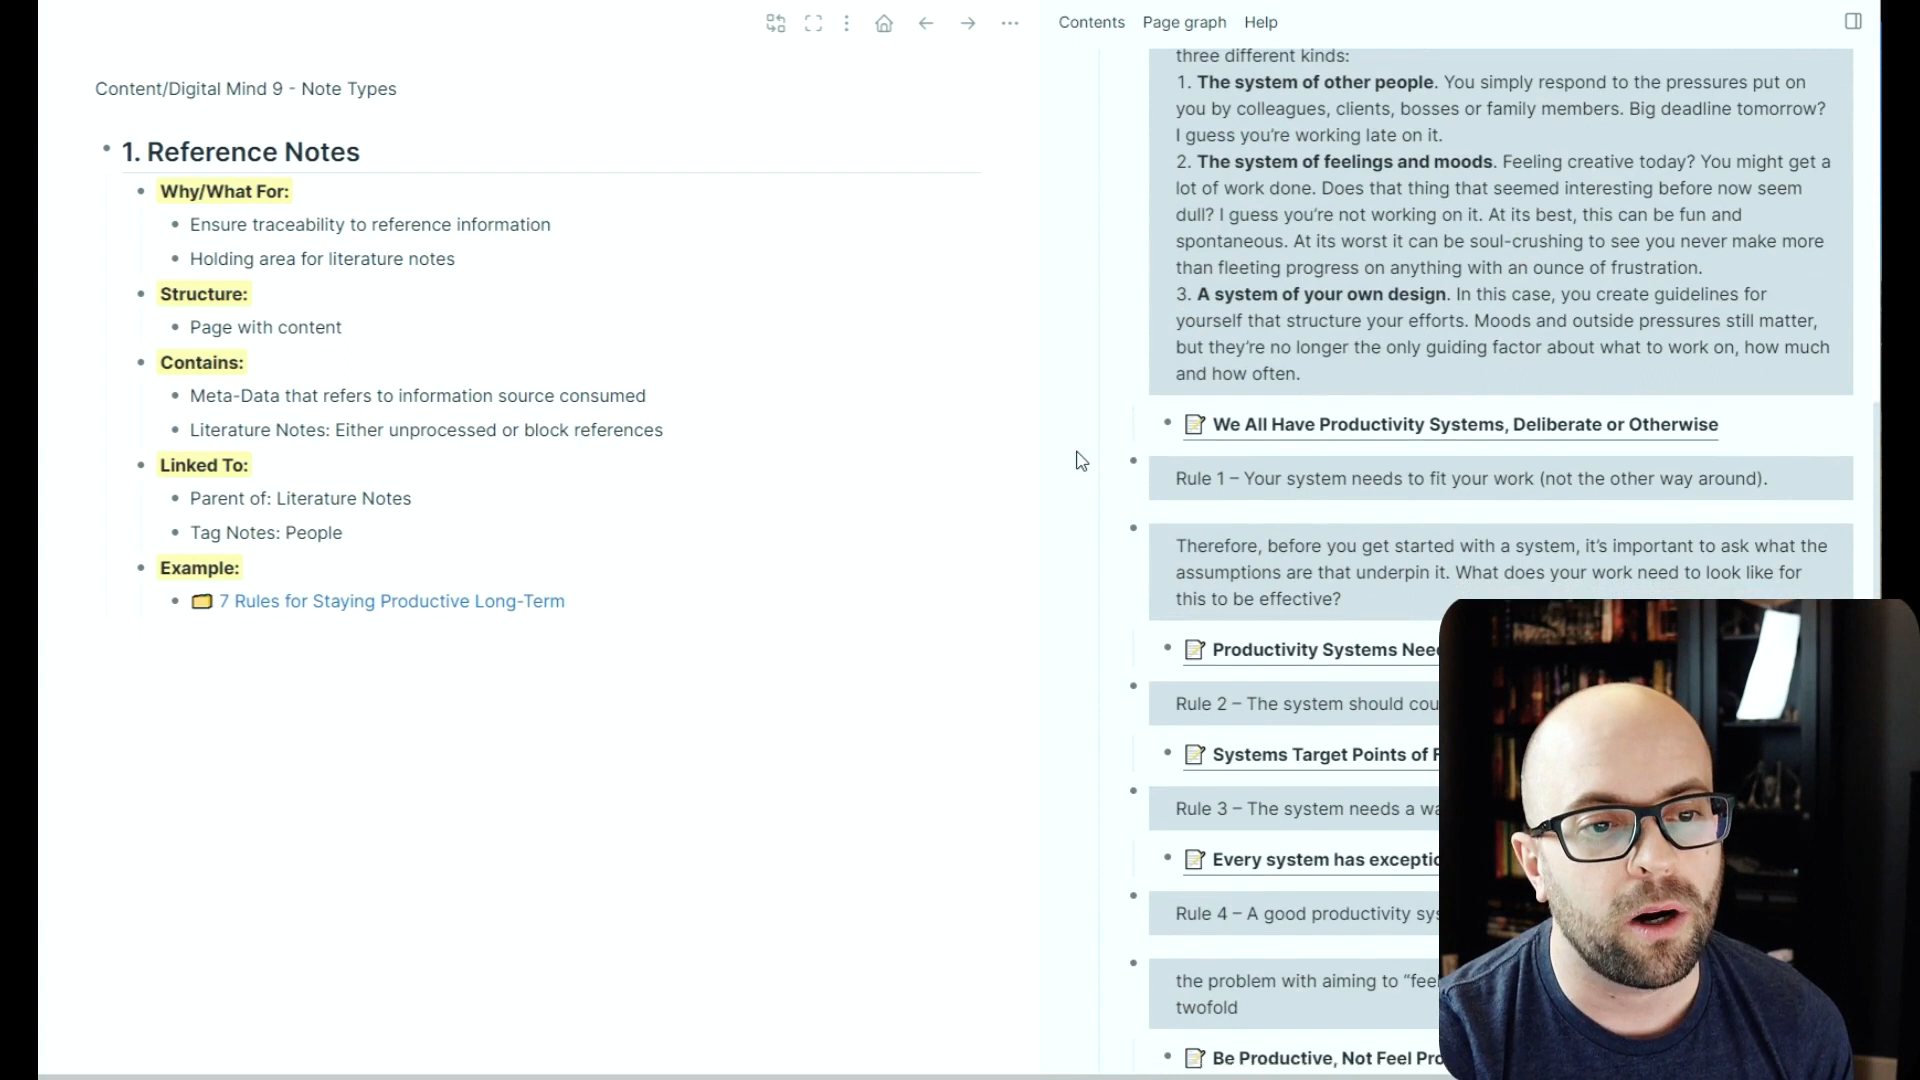 Content/Digital Mind 9 - Note Types
1. Reference Notes
Why/What For:
Ensure traceability to reference information
Holding area for literature notes
Structure:
Page with content
Contains:
Meta-Data that refers to information source consumed
Literature Notes: Either unprocessed or block references
Linked To:
Parent of: Literature Notes
Tag Notes: People
Example:
7 Rules for Staying Productive Long-Term
Contents Page graph Help
three different kinds:
1. The system of other people. You simply respond to the pressures put on
you by colleagues, clients, bosses or family members. Big deadline tomorrow?
I guess you're working late on it.
2. The system of feelings and moods. Feeling creative today? You might get a
lot of work done. Does that thing that seemed interesting before now seem
dull? I guess you're not working on it. At its best, this can be fun and
spontaneous. At its worst it can be soul-crushing to see you never make more
than fleeting progress on anything with an ounce of frustration.
3. A system of your own design. In this case, you create guidelines for
yourself that structure your efforts. Moods and outside pressures still matter,
but they're no longer the only guiding factor about what to work on, how much
and how often.
We All Have Productivity Systems, Deliberate or Otherwise
Rule 1 – Your system needs to fit your work (not the other way around).
Therefore, before you get started with a system, it's important to ask what the
assumptions are that underpin it. What does your work need to look like for
this to be effective?
Productivity Systems
Rule 2 – The system should
Systems Target Points of
Rule 3 – The system needs a
Every system has
Rule 4 – A good productivity
the problem with aiming to
twofold
Be Productive, Not Feel